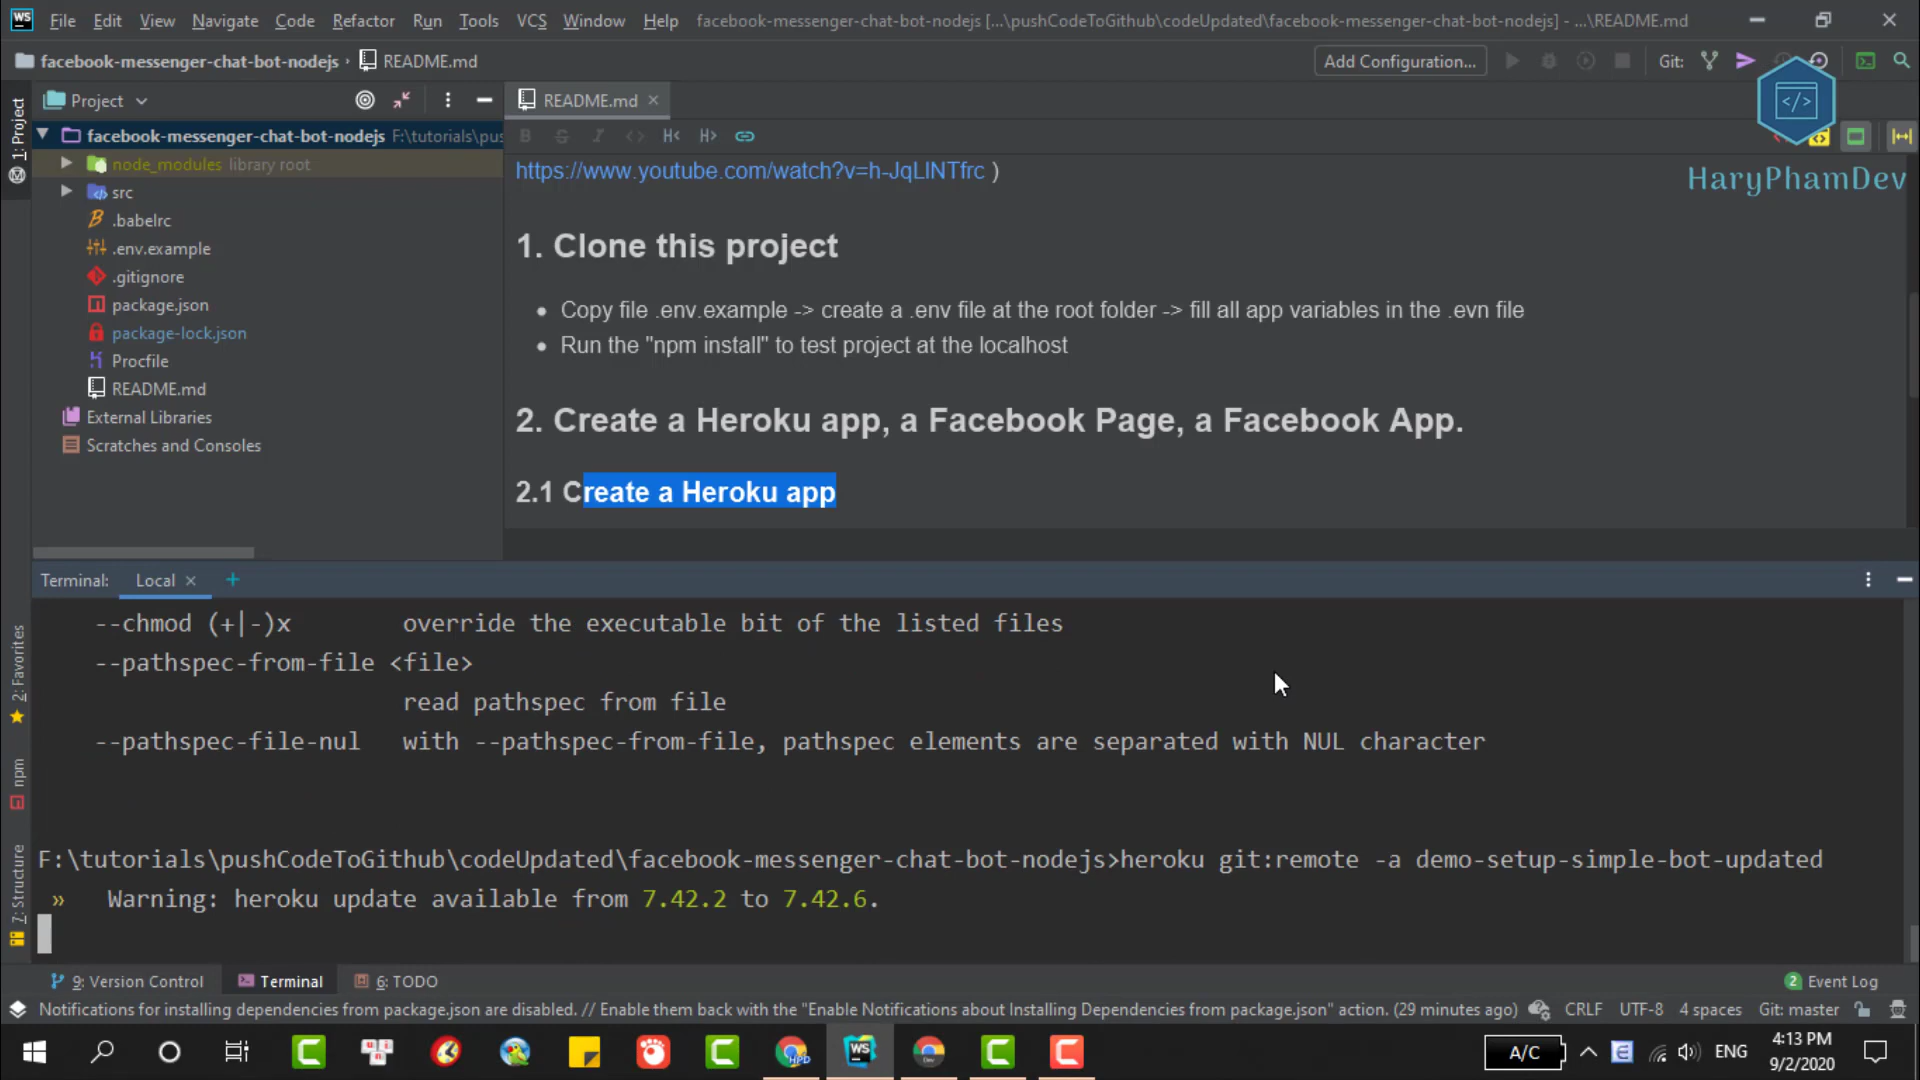 WS File Edit View Navigate Code Refactor Run Tools VCS Window Help facebook-messenger-chat-bot-nodejs [...\pushCodeToGithub\codeUpdated\facebook-messenger-chat-bot-nodejs] - ...\README.md
facebook-messenger-chat-bot-nodejs › README.md Add Configuration... Git:
Project README.md
1: Project
facebook-messenger-chat-bot-nodejs F:\tutorials\pus
node_modules library root
src
.babelrc
.env.example
.gitignore
package.json
package-lock.json
Procfile
README.md
External Libraries
Scratches and Consoles
B S I <> H< H>
https://www.youtube.com/watch?v=h-JqLlNTfrc )
HaryPhamDev
1. Clone this project
• Copy file .env.example -> create a .env file at the root folder -> fill all app variables in the .evn file
• Run the "npm install" to test project at the localhost
2. Create a Heroku app, a Facebook Page, a Facebook App.
2.1 Create a Heroku app
Terminal: Local × +
--chmod (+|-)x override the executable bit of the listed files
--pathspec-from-file <file>
read pathspec from file
--pathspec-file-nul with --pathspec-from-file, pathspec elements are separated with NUL character
F:\tutorials\pushCodeToGithub\codeUpdated\facebook-messenger-chat-bot-nodejs>heroku git:remote -a demo-setup-simple-bot-updated
» Warning: heroku update available from 7.42.2 to 7.42.6.
2: Favorites
npm
7: Structure
9: Version Control Terminal 6: TODO 2 Event Log
Notifications for installing dependencies from package.json are disabled. // Enable them back with the "Enable Notifications about Installing Dependencies from package.json" action. (29 minutes ago) CRLF UTF-8 4 spaces Git: master
A/C ENG 4:13 PM
9/2/2020